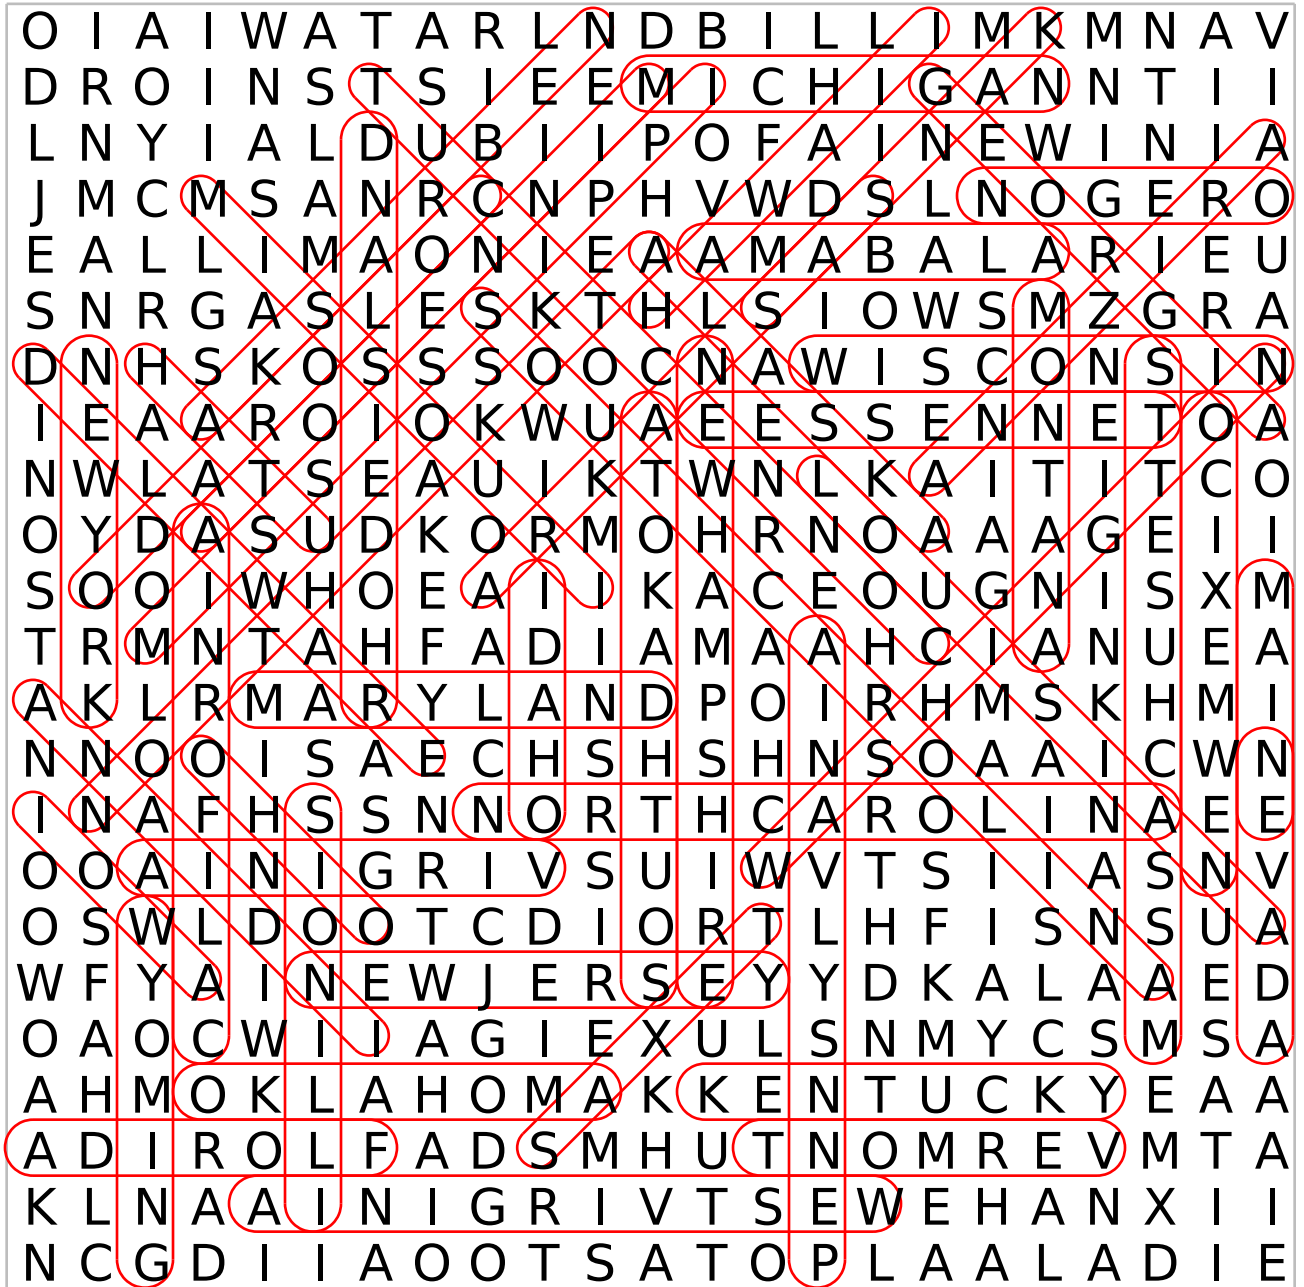 O I A I W A T A R L N D B I L L I M K M N A V
D R O I N S T S I E E M I C H I G A N N T I I
L N Y I A L D U B I I P O F A I N E W I N I A
J M C M S A N R C N P H V W D S L N O G E R O
E A L L I M A O N I E A A M A B A L A R I E U
S N R G A S L E S K T H L S I O W S M Z G R A
D N H S K O S S S O O C N A W I S C O N S I N
I E A A R O I O K W U A E E S S E N N E T O A
N W L A T S E A U I K T W N L K A I T I T C O
O Y D A S U D K O R M O H R N O A A A G E I I
S O O I W H O E A I I K A C E O U G N I S X M
T R M N T A H F A D I A M A A H C I A N U E A
A K L R M A R Y L A N D P O I R H M S K H M I
N N O O I S A E C H S H S H N S O A A I C W N
I N A F H S S N N O R T H C A R O L I N A E E
O O A I N I G R I V S U I W V T S I I A S N V
O S W L D O O T C D I O R T L H F I S N S U A
W F Y A I N E W J E R S E Y Y D K A L A A E D
O A O C W I I A G I E X U L S N M Y C S M S A
A H M O K L A H O M A K K E N T U C K Y E A A
A D I R O L F A D S M H U T N O M R E V M T A
K L N A A I N I G R I V T S E W E H A N X I I
N C G D I I A O O T S A T O P L A A L A D I E